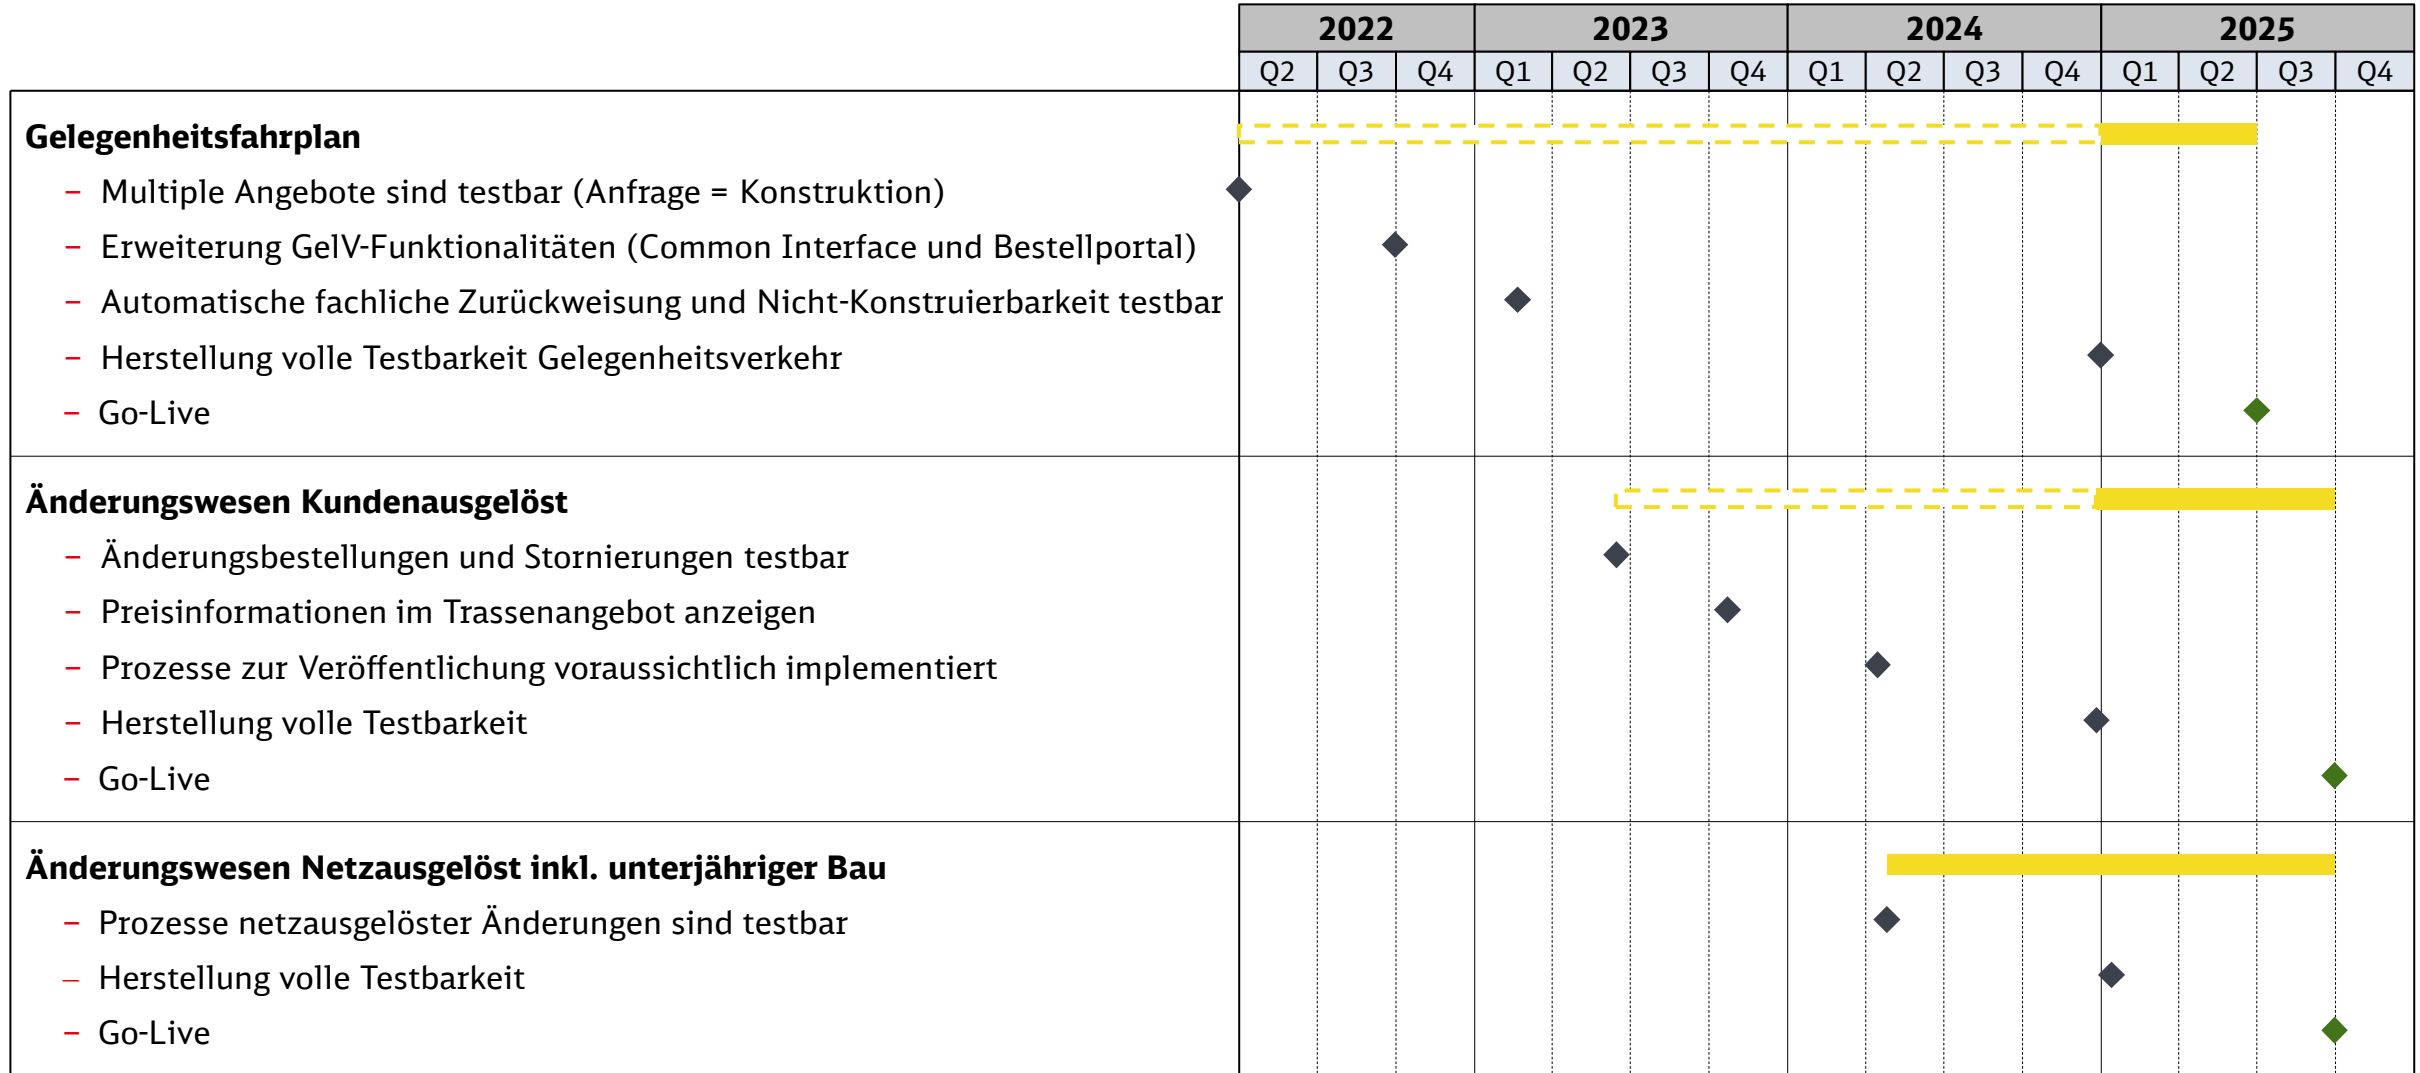 2022 2023 2024 2025
Q2 Q3 Q4 Q1 Q2 Q3 Q4 Q1 Q2 Q3 Q4 Q1 Q2 Q3 Q4
Gelegenheitsfahrplan
– Multiple Angebote sind testbar (Anfrage = Konstruktion)
– Erweiterung GelV-Funktionalitäten (Common Interface und Bestellportal)
– Automatische fachliche Zurückweisung und Nicht-Konstruierbarkeit testbar
– Herstellung volle Testbarkeit Gelegenheitsverkehr
– Go-Live
Änderungswesen Kundenausgelöst
– Änderungsbestellungen und Stornierungen testbar
– Preisinformationen im Trassenangebot anzeigen
– Prozesse zur Veröffentlichung voraussichtlich implementiert
– Herstellung volle Testbarkeit
– Go-Live
Änderungswesen Netzausgelöst inkl. unterjähriger Bau
– Prozesse netzausgelöster Änderungen sind testbar
– Herstellung volle Testbarkeit
– Go-Live